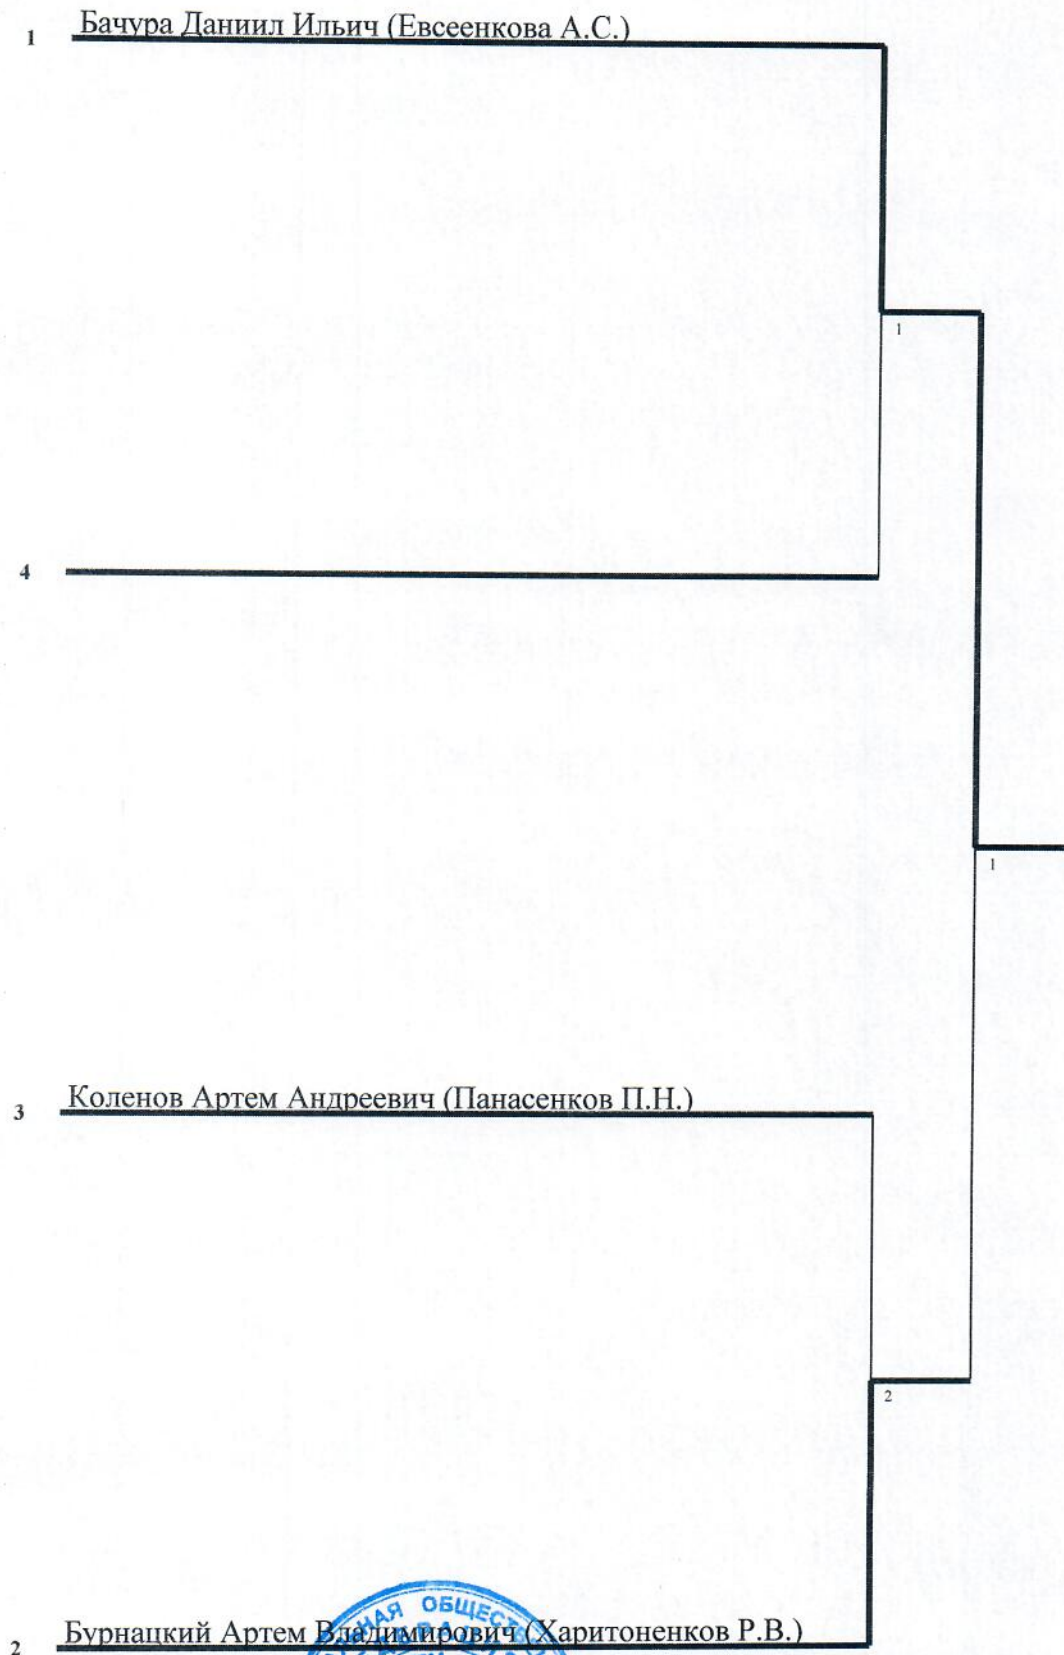 1 Бачура Даниил Ильич (Евсеенкова А.С.)
1
4
1
3 Коленов Артем Андреевич (Панасенков П.Н.)
2
ОБЩЕСТВ
2 Бурнацкий Артем Владимирович (Харитоненков Р.В.)